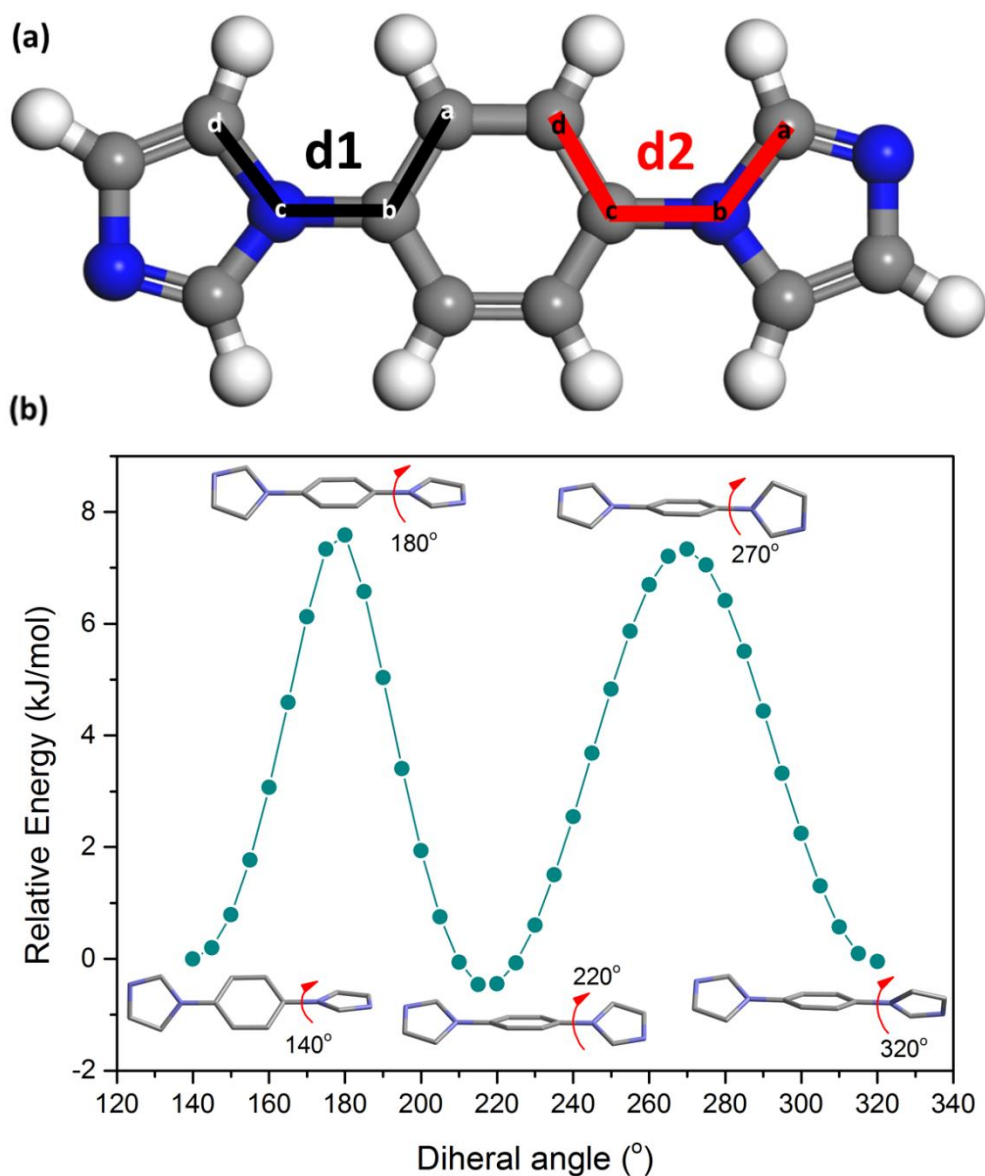 (a)
d
a
d
a
d1
d2
c
b
c
b
(b)
8
6
4
2
0
-2
Relative Energy (kJ/mol)
180°
270°
140°
220°
320°
120 140 160 180 200 220 240 260 280 300 320 340
Diheral angle (°)